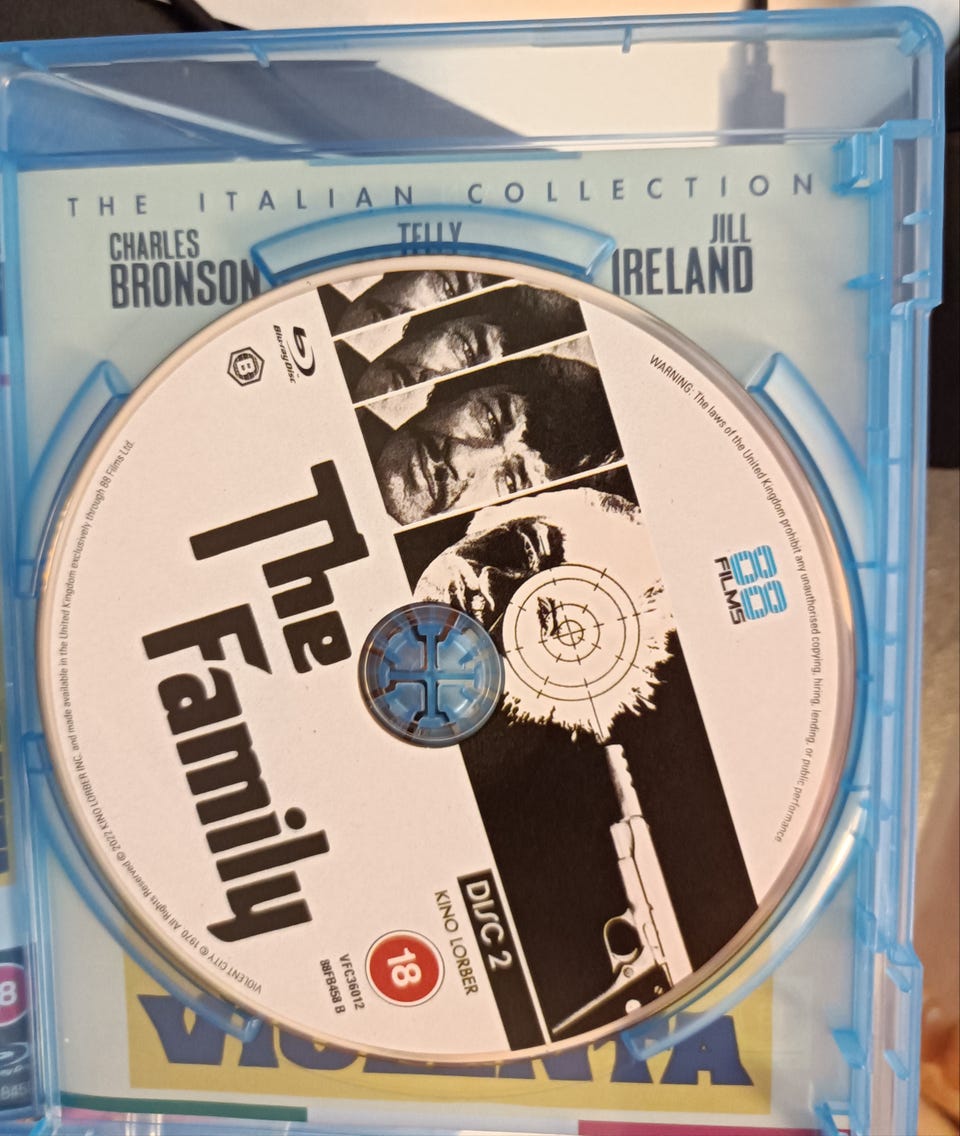 THE ITALIAN COLLECTION
CHARLES
BRONSON
TELLY
JILL
IRELAND
Blu-ray Disc
B
WARNING: The laws of the United Kingdom prohibit any unauthorised copying, hiring, lending, or public performance
88
FILMS
The
Family
DISC 2
KINO LORBER
18
VFC36012
88FB458 B
VIOLENT CITY © 1970 All Rights Reserved © 2022 KINO LORBER INC. and made available in the United Kingdom exclusively through 88 Films Ltd.